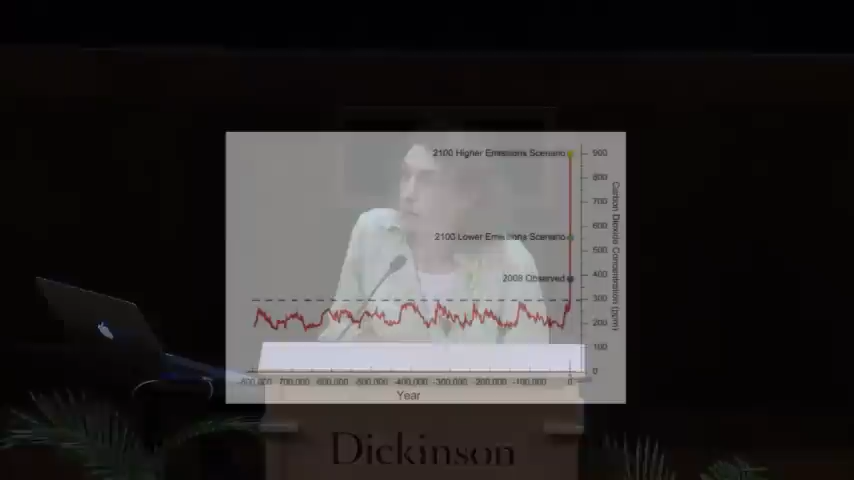 2100 Higher Emissions Scenario
900
800
700
2100 Lower Emissions Scenario
600
500
2008 Observed
400
300
200
100
0
Carbon Dioxide Concentration (ppm)
-800,000 -700,000 -600,000 -500,000 -400,000 -300,000 -200,000 -100,000 0
Year
Dickinson